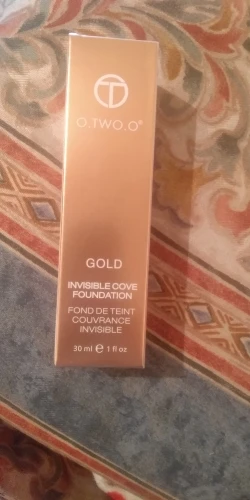 O.TWO.O®
GOLD
INVISIBLE COVE
FOUNDATION
FOND DE TEINT
COUVRANCE
INVISIBLE
30 ml ℮ 1 fl oz